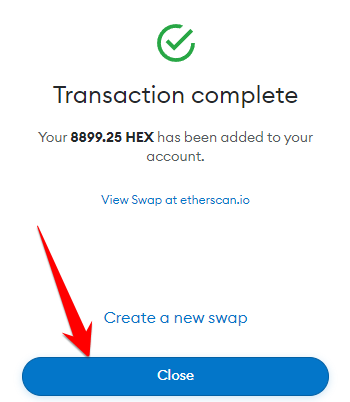 Transaction complete
Your 8899.25 HEX has been added to your
account.
View Swap at etherscan.io
Create a new swap
Close